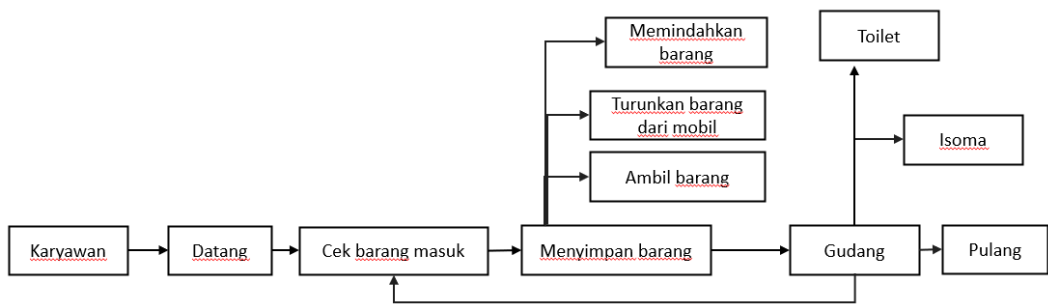 Memindahkan
barang
Toilet
Turunkan barang
dari mobil
Isoma
Ambil barang
Karyawan
Datang
Cek barang masuk
Menyimpan barang
Gudang
Pulang